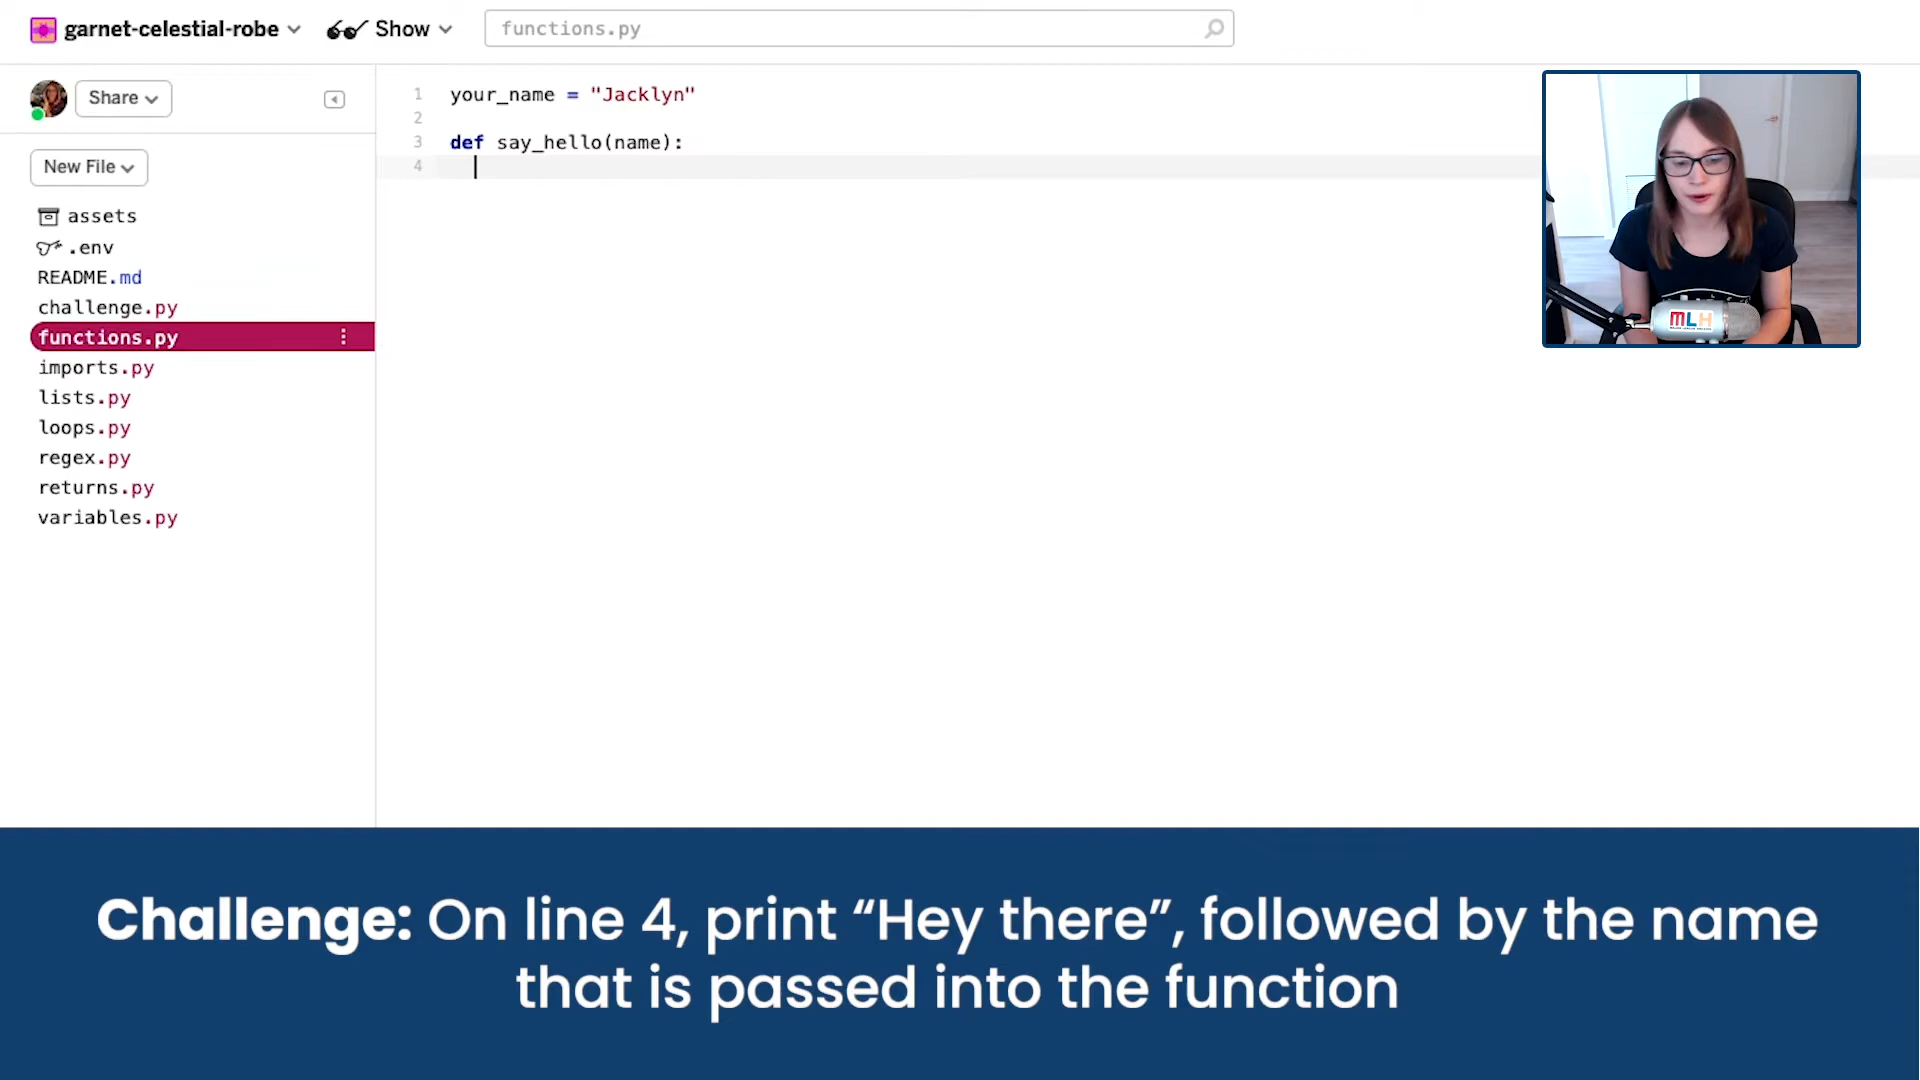 garnet-celestial-robe Show functions.py
Share
New File
assets
.env
README.md
challenge.py
functions.py
imports.py
lists.py
loops.py
regex.py
returns.py
variables.py
1 your_name = "Jacklyn"
2
3 def say_hello(name):
4
MLH
Challenge: On line 4, print “Hey there”, followed by the name
that is passed into the function